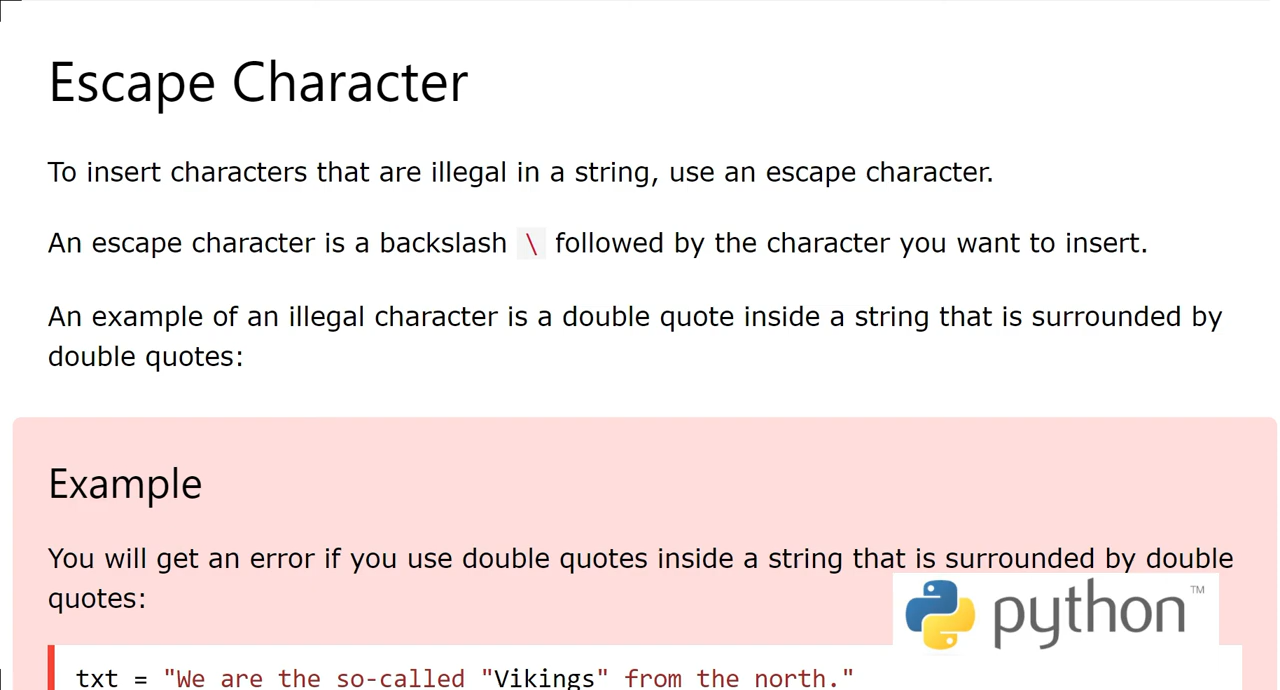 Escape Character
To insert characters that are illegal in a string, use an escape character.
An escape character is a backslash \ followed by the character you want to insert.
An example of an illegal character is a double quote inside a string that is surrounded by
double quotes:
Example
You will get an error if you use double quotes inside a string that is surrounded by double
quotes:
python™
txt = "We are the so-called "Vikings" from the north."